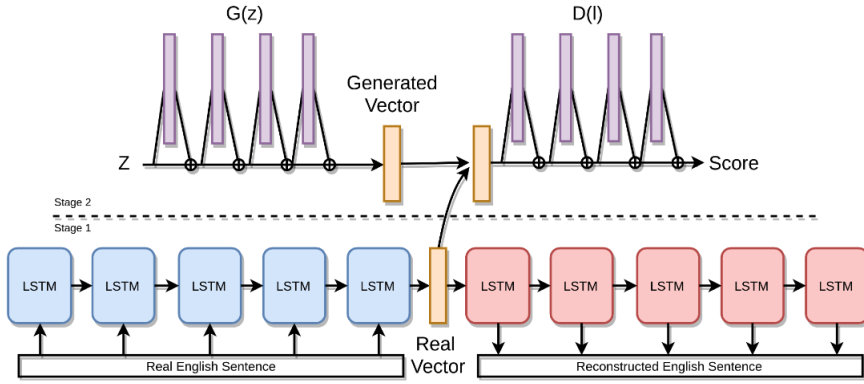 G(z)
D(l)
Generated
Vector
Z
Score
Stage 2
Stage 1
LSTM
LSTM
LSTM
LSTM
LSTM
LSTM
LSTM
LSTM
LSTM
LSTM
Real
Vector
Real English Sentence
Reconstructed English Sentence